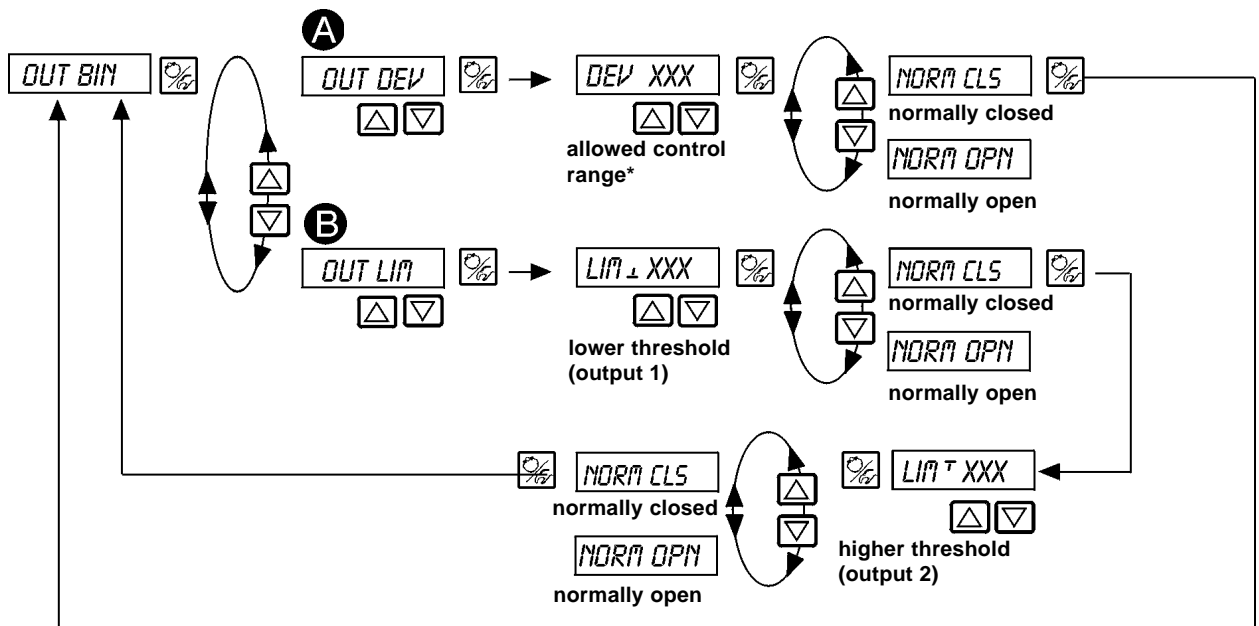 A
OUT BIN
OUT DEV
DEV XXX
NORM CLS
normally closed
allowed control
range*
NORM OPN
normally open
B
OUT LIM
LIM ⊥ XXX
NORM CLS
normally closed
lower threshold
(output 1)
NORM OPN
normally open
NORM CLS
normally closed
LIM ⊤ XXX
NORM OPN
normally open
higher threshold
(output 2)